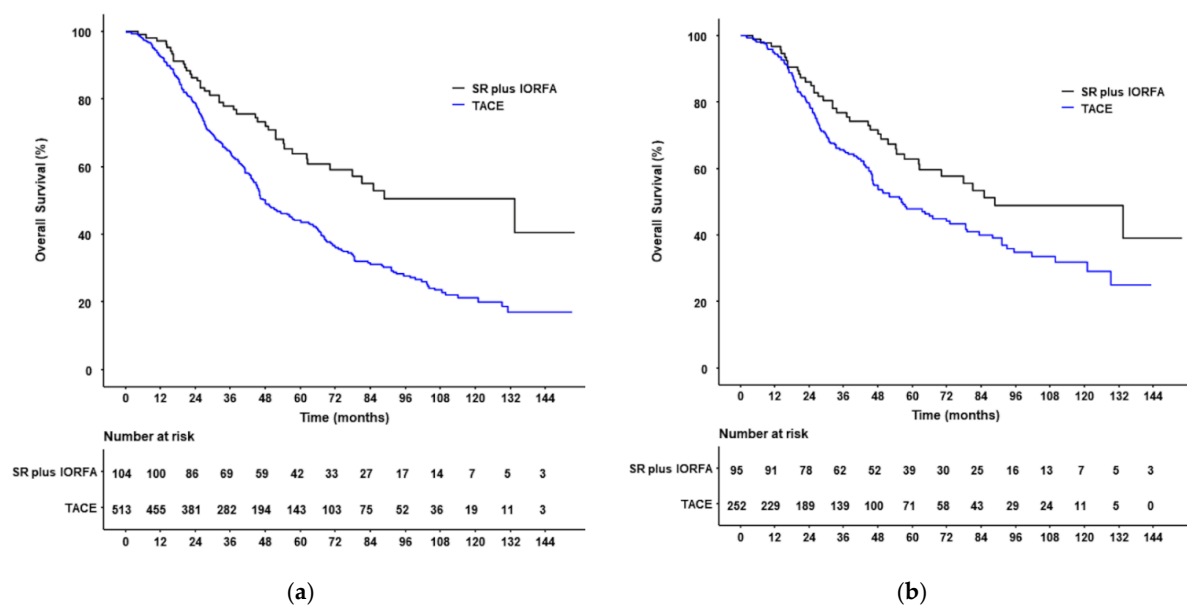 100
80
60
40
20
0
Overall Survival (%)
SR plus IORFA
TACE
0 12 24 36 48 60 72 84 96 108 120 132 144
Time (months)
Number at risk
SR plus IORFA 104 100 86 69 59 42 33 27 17 14 7 5 3
TACE 513 455 381 282 194 143 103 75 52 36 19 11 3
0 12 24 36 48 60 72 84 96 108 120 132 144
(a)
100
80
60
40
20
0
Overall Survival (%)
SR plus IORFA
TACE
0 12 24 36 48 60 72 84 96 108 120 132 144
Time (months)
Number at risk
SR plus IORFA 95 91 78 62 52 39 30 25 16 13 7 5 3
TACE 252 229 189 139 100 71 58 43 29 24 11 5 0
0 12 24 36 48 60 72 84 96 108 120 132 144
(b)